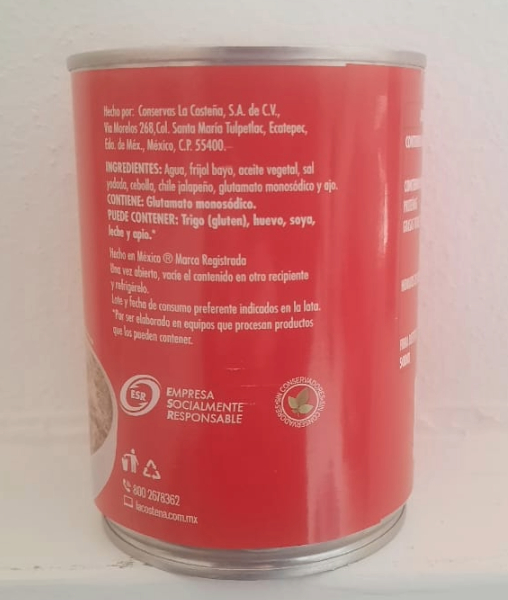 Hecho por: Conservas La Costeña, S.A. de C.V.,
Vía Morelos 268,Col. Santa María Tulpetlac, Ecatepec,
Edo. de Méx., México, C.P. 55400.
INGREDIENTES: Agua, frijol bayo, aceite vegetal, sal
yodada, cebolla, chile jalapeño, glutamato monosódico y ajo.
CONTIENE: Glutamato monosódico.
PUEDE CONTENER: Trigo (gluten), huevo, soya,
leche y apio.*
Hecho en México ® Marca Registrada
Una vez abierto, vacíe el contenido en otro recipiente
y refrigérelo.
Lote y fecha de consumo preferente indicados en la lata.
*Por ser elaborado en equipos que procesan productos
que los pueden contener.
ESR
EMPRESA
SOCIALMENTE
RESPONSABLE
SIN CONSERVADORES SIN CONSERVADORES
800 2678362
lacostena.com.mx